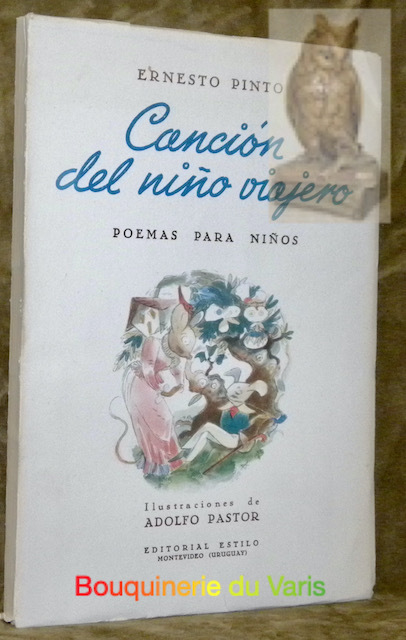 ERNESTO PINTO
Canción
del niño viajero
POEMAS PARA NIÑOS
Ilustraciones de
ADOLFO PASTOR
EDITORIAL ESTILO
MONTEVIDEO (URUGUAY)
Bouquinerie du Varis